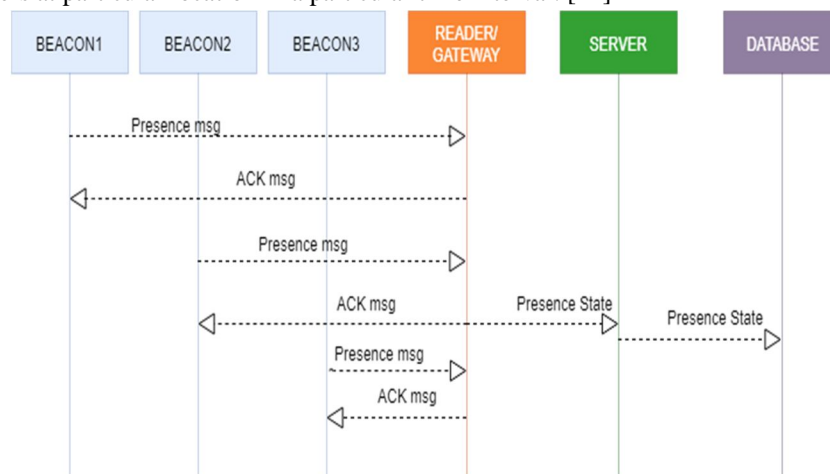 BEACON1 BEACON2 BEACON3 READER/ GATEWAY SERVER DATABASE
Presence msg
ACK msg
Presence msg
ACK msg Presence State
Presence State
Presence msg
ACK msg